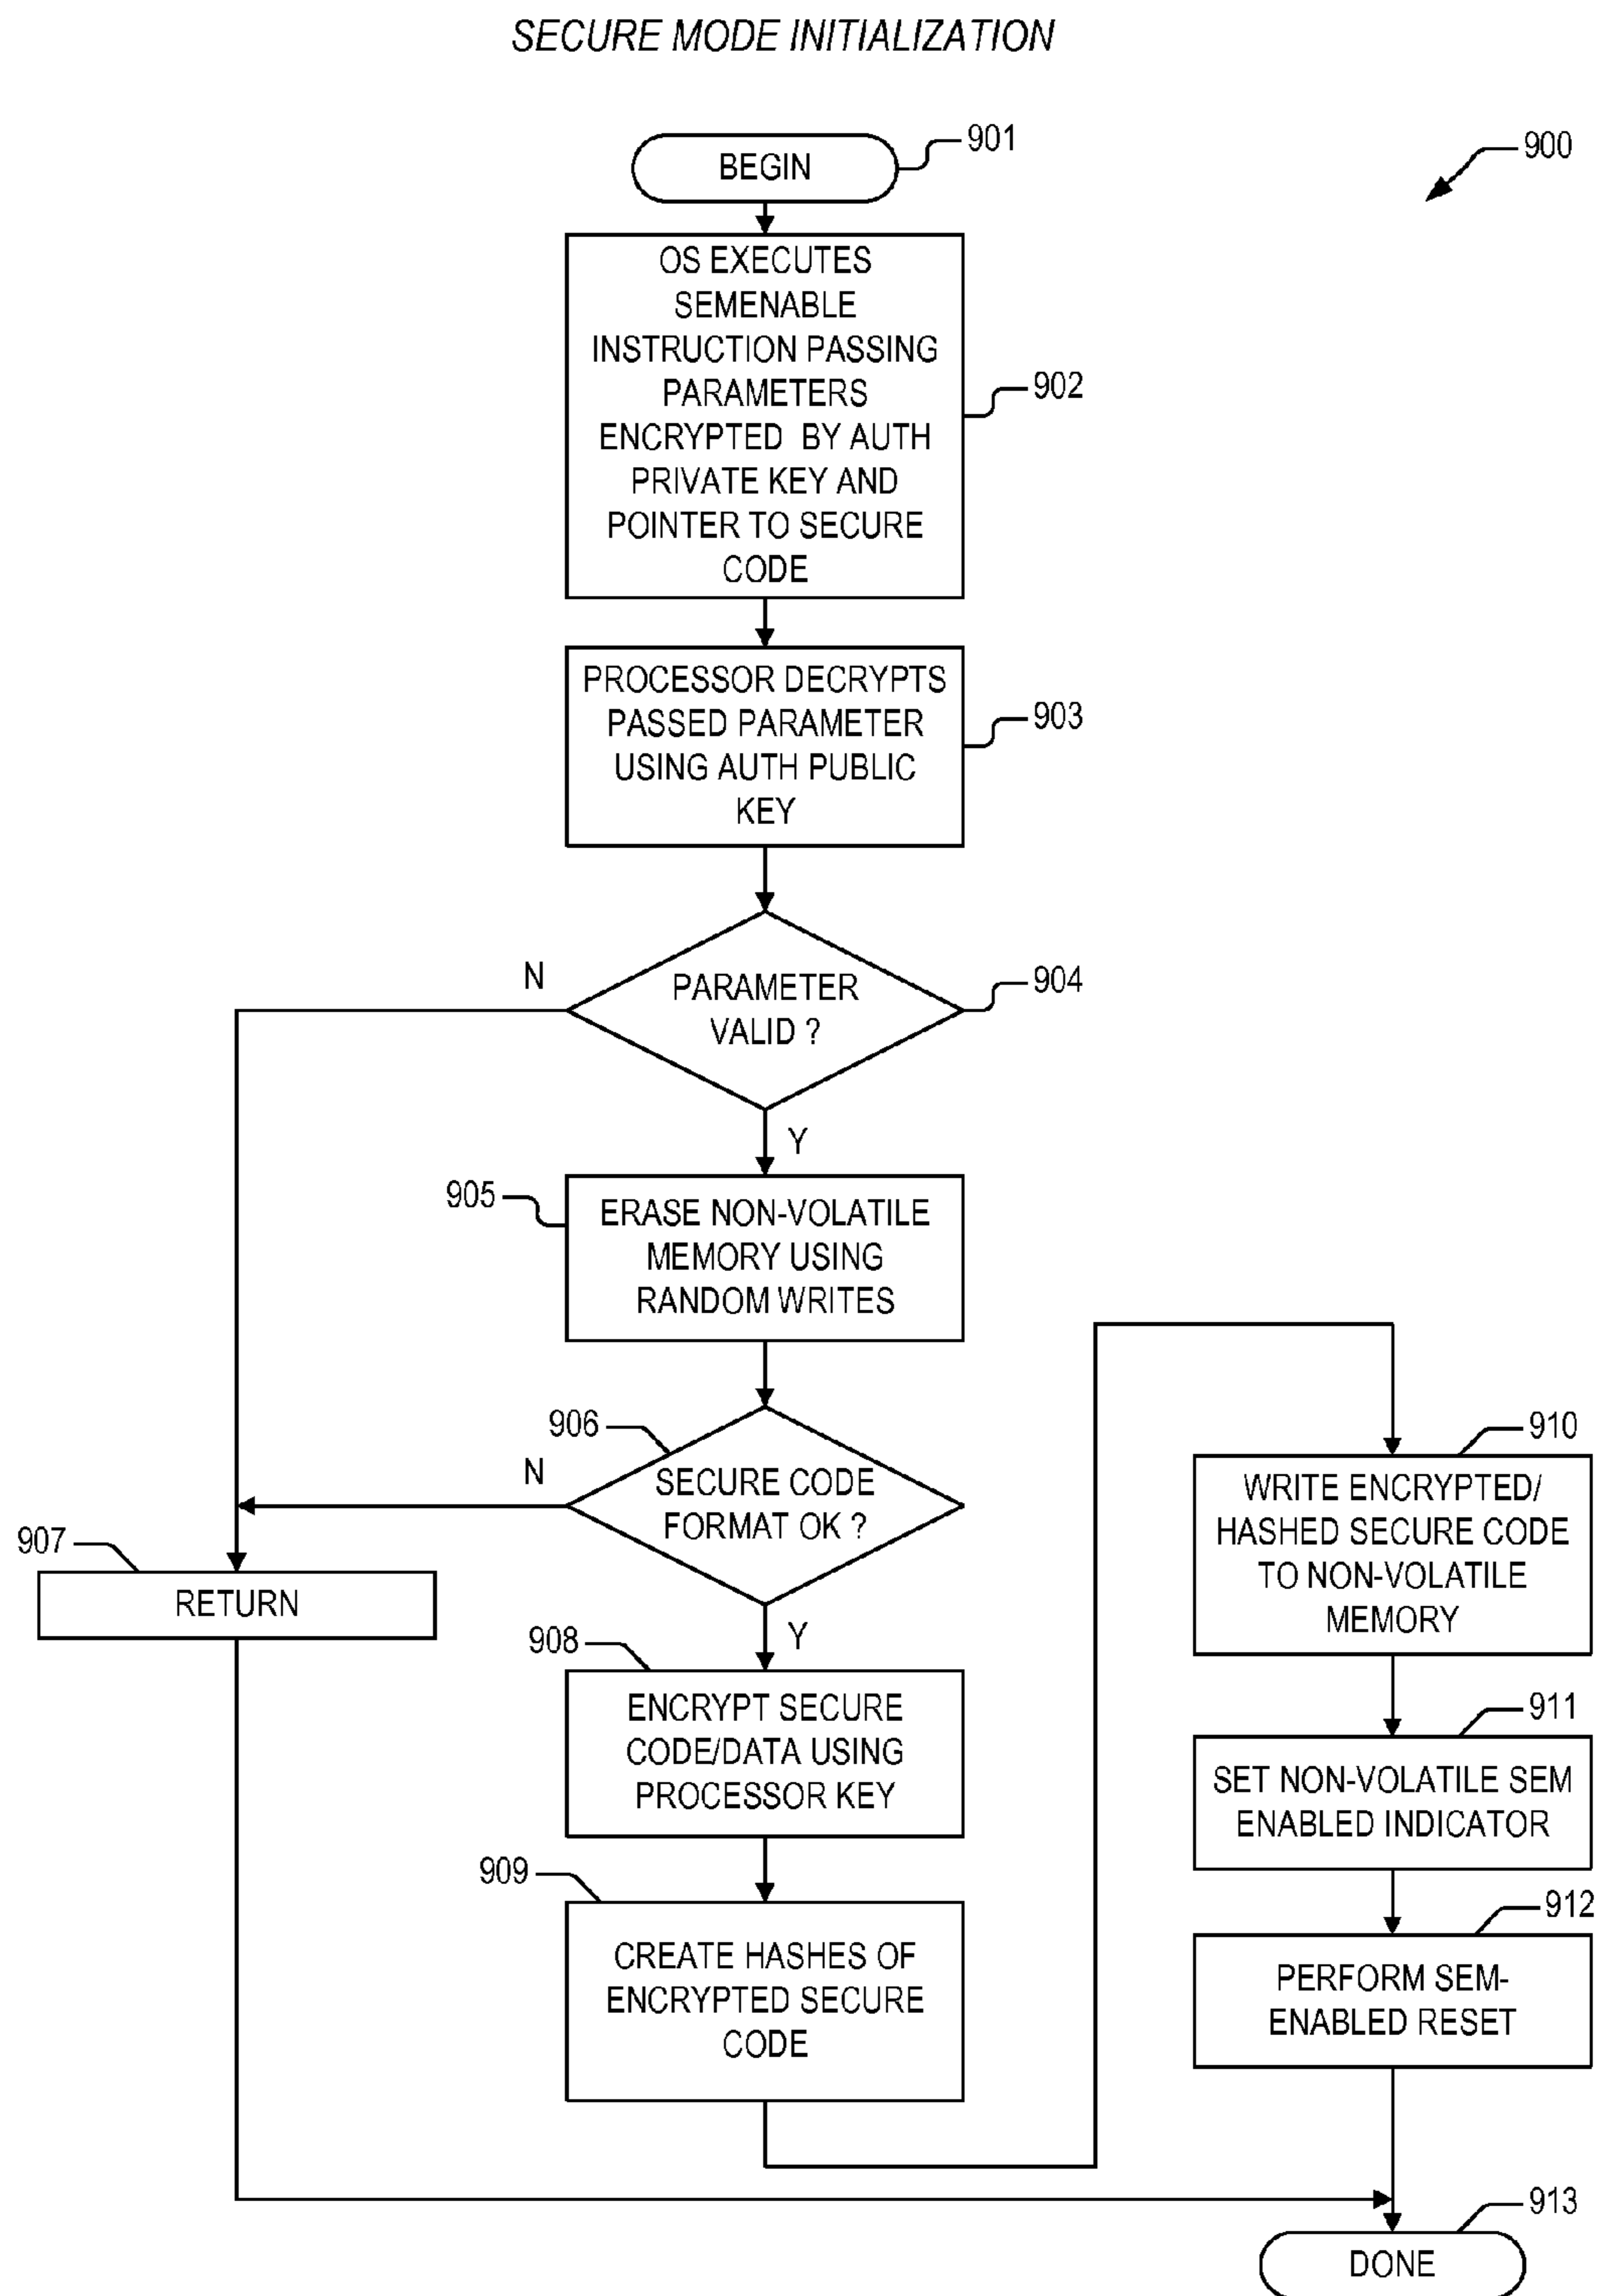 SECURE MODE INITIALIZATION
BEGIN
901
900
OS EXECUTES
SEMENABLE
INSTRUCTION PASSING
PARAMETERS
ENCRYPTED BY AUTH
PRIVATE KEY AND
POINTER TO SECURE
CODE
902
PROCESSOR DECRYPTS
PASSED PARAMETER
USING AUTH PUBLIC
KEY
903
N
PARAMETER
VALID ?
904
Y
905
ERASE NON-VOLATILE
MEMORY USING
RANDOM WRITES
906
N
SECURE CODE
FORMAT OK ?
907
RETURN
Y
908
ENCRYPT SECURE
CODE/DATA USING
PROCESSOR KEY
909
CREATE HASHES OF
ENCRYPTED SECURE
CODE
910
WRITE ENCRYPTED/
HASHED SECURE CODE
TO NON-VOLATILE
MEMORY
911
SET NON-VOLATILE SEM
ENABLED INDICATOR
912
PERFORM SEM-
ENABLED RESET
913
DONE